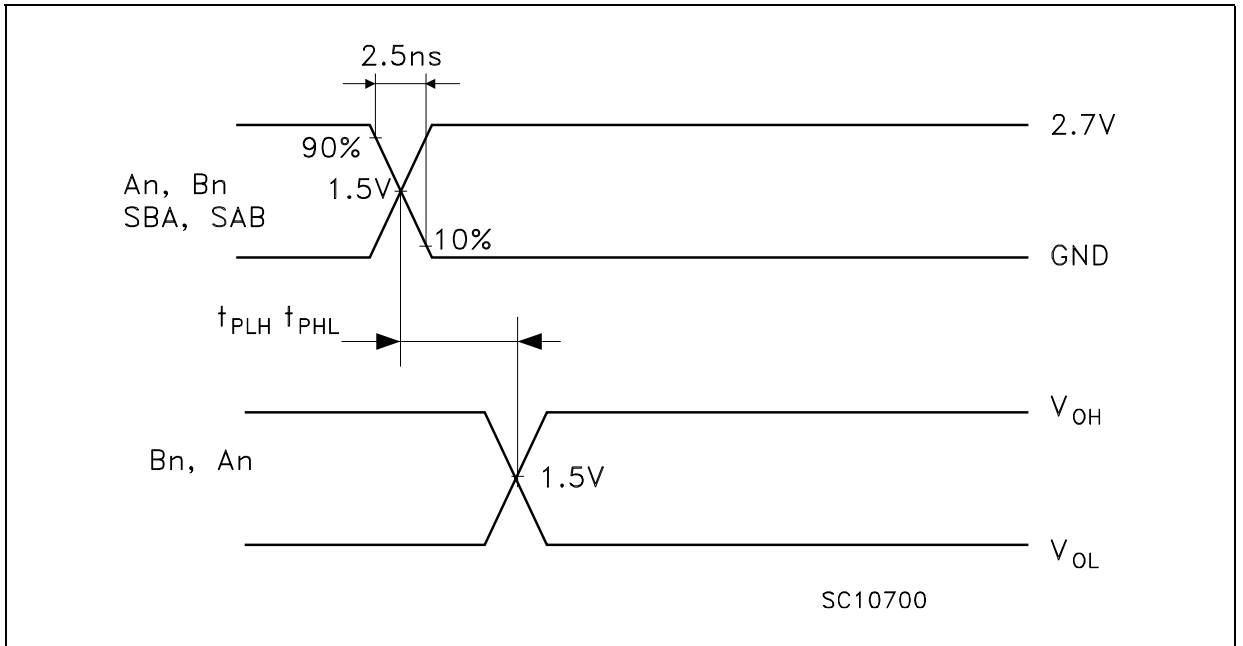 2.5ns
2.7V
90%
An, Bn
1.5V
SBA, SAB
10%
GND
tPLH tPHL
VOH
Bn, An
1.5V
VOL
SC10700